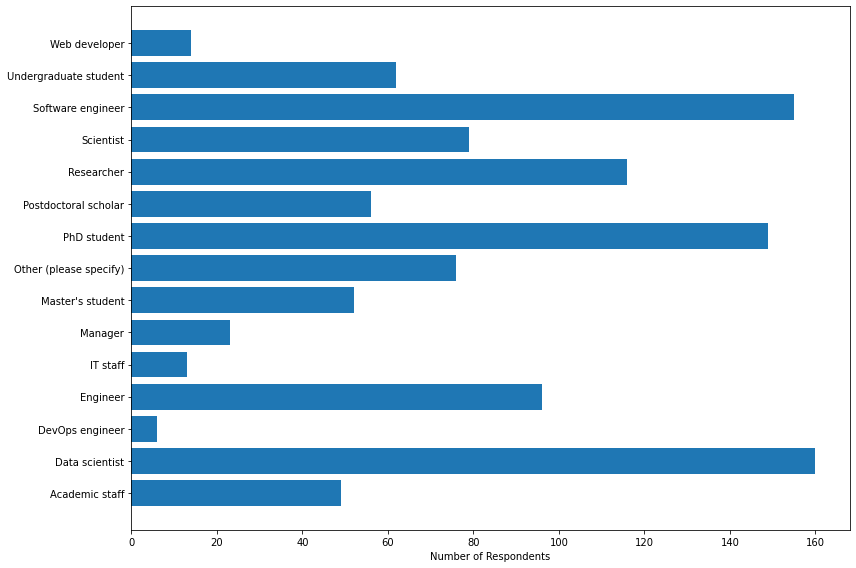 Web developer
Undergraduate student
Software engineer
Scientist
Researcher
Postdoctoral scholar
PhD student
Other (please specify)
Master's student
Manager
IT staff
Engineer
DevOps engineer
Data scientist
Academic staff
0 20 40 60 80 100 120 140 160
Number of Respondents